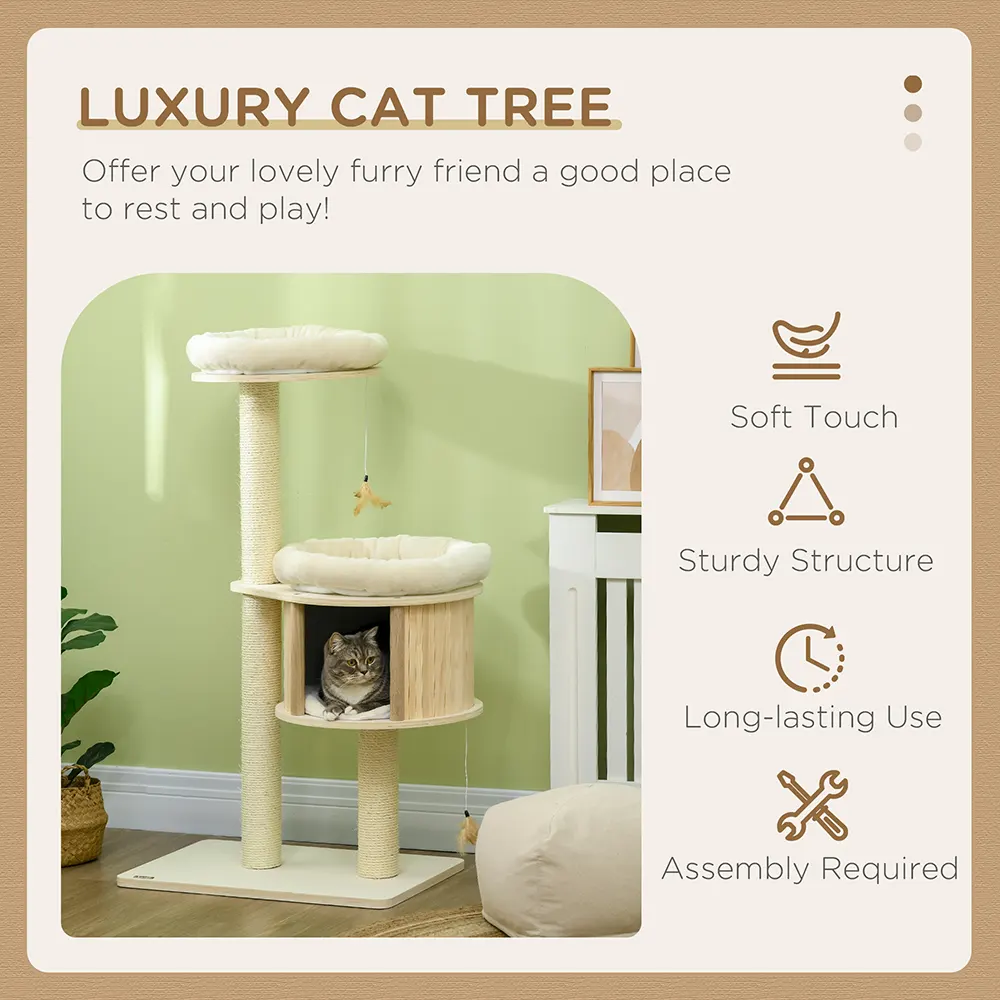 LUXURY CAT TREE
Offer your lovely furry friend a good place
to rest and play!
Soft Touch
Sturdy Structure
Long-lasting Use
Assembly Required